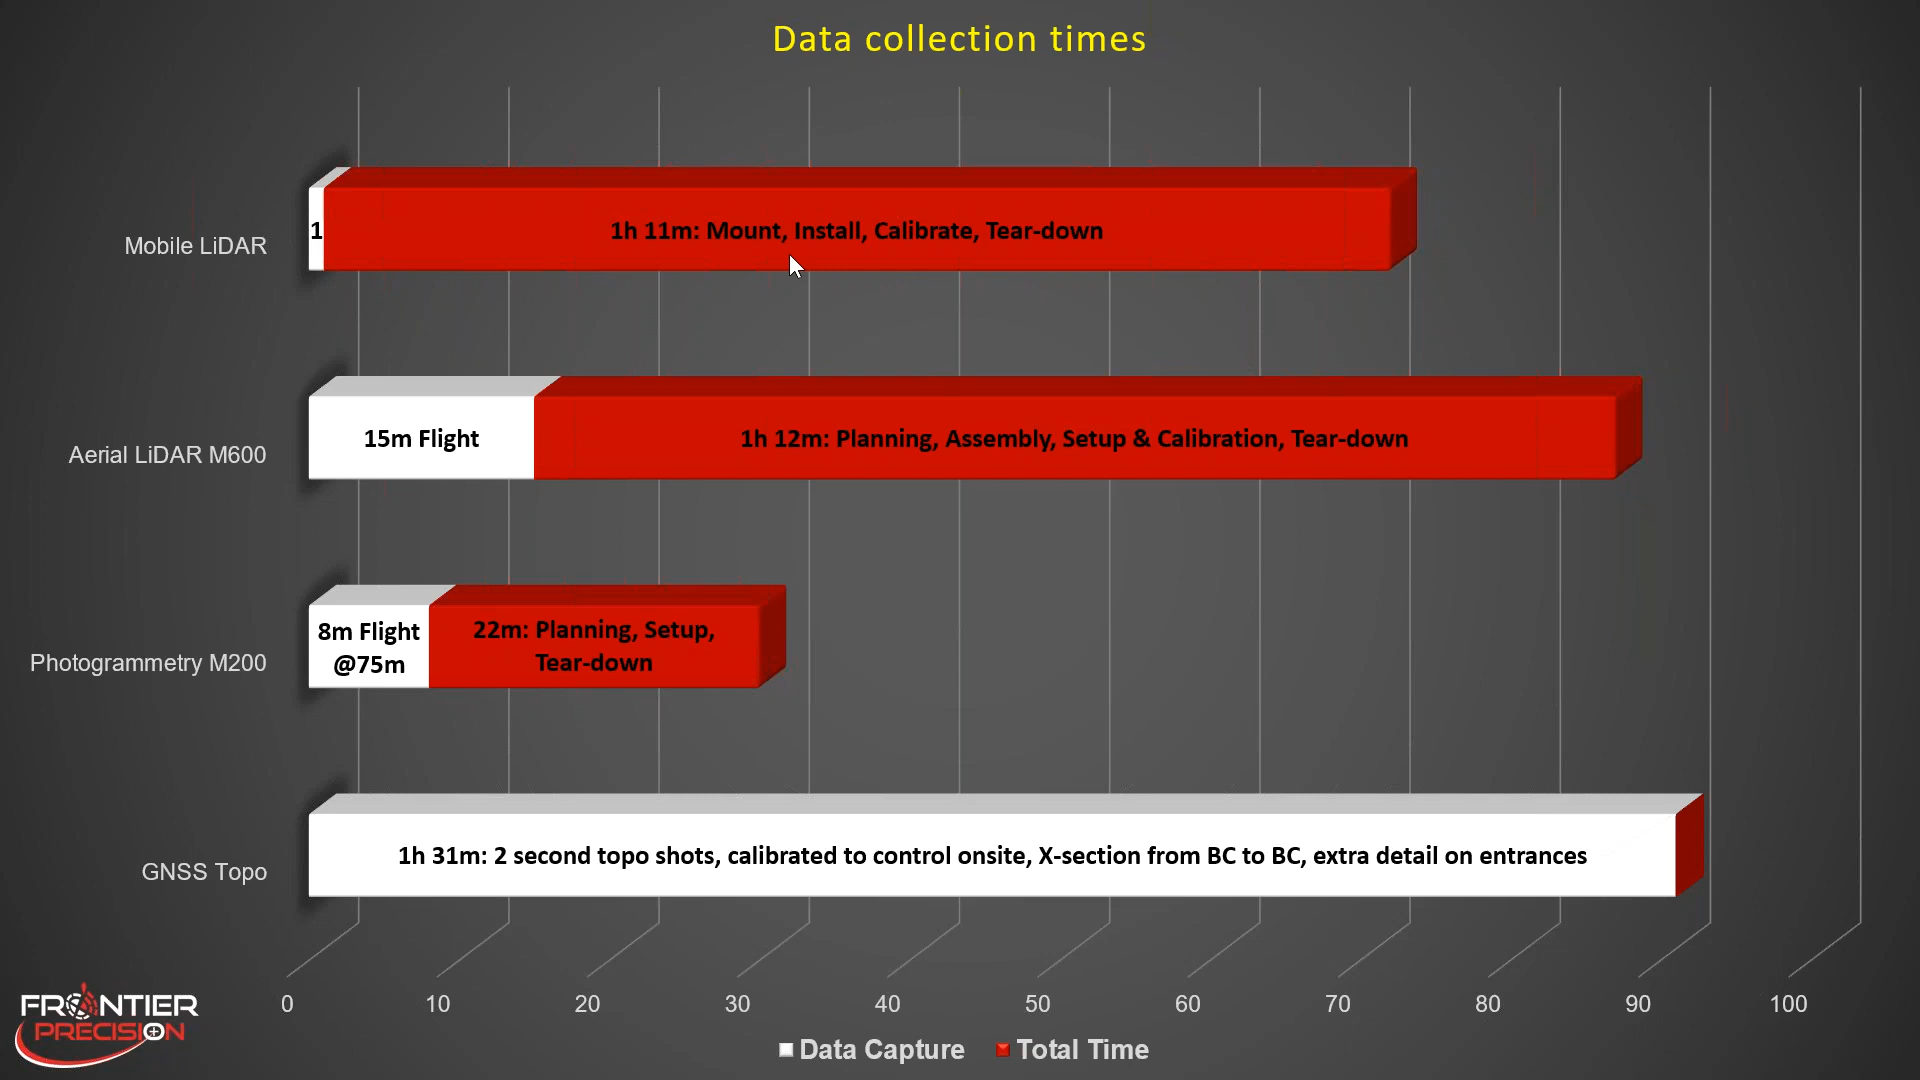 Data collection times
Mobile LiDAR
1
1h 11m: Mount, Install, Calibrate, Tear-down
Aerial LiDAR M600
15m Flight
1h 12m: Planning, Assembly, Setup & Calibration, Tear-down
Photogrammetry M200
8m Flight
@75m
22m: Planning, Setup,
Tear-down
GNSS Topo
1h 31m: 2 second topo shots, calibrated to control onsite, X-section from BC to BC, extra detail on entrances
0 10 20 30 40 50 60 70 80 90 100
Data Capture Total Time
FRONTIER
PRECISION